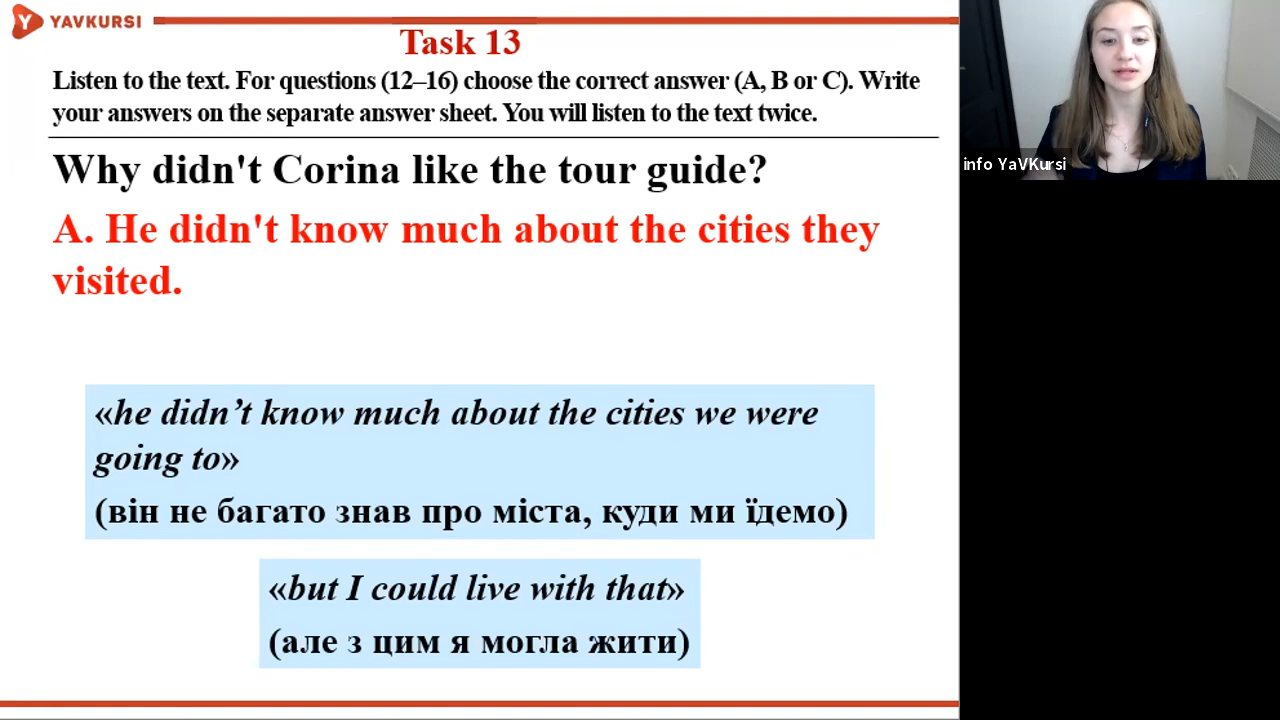 YAVKURSI
Task 13
Listen to the text. For questions (12–16) choose the correct answer (A, B or C). Write
your answers on the separate answer sheet. You will listen to the text twice.
Why didn't Corina like the tour guide?
A. He didn't know much about the cities they
visited.
«he didn’t know much about the cities we were
going to»
(він не багато знав про міста, куди ми їдемо)
«but I could live with that»
(але з цим я могла жити)
info YaVKursi